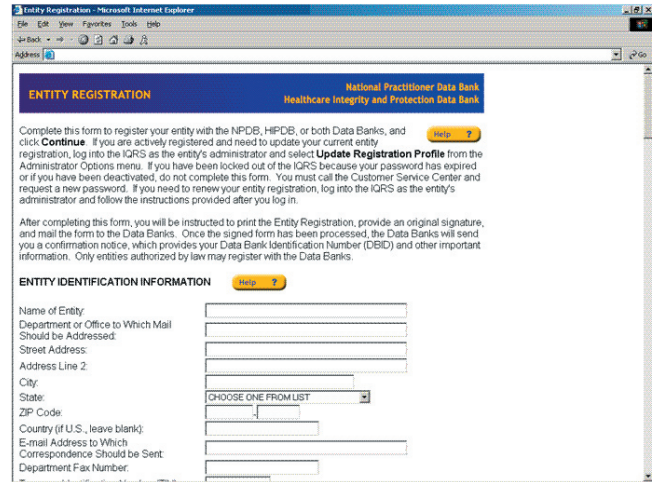 Entity Registration - Microsoft Internet Explorer
File Edit View Favorites Tools Help
Back
Address Go
ENTITY REGISTRATION
National Practitioner Data Bank
Healthcare Integrity and Protection Data Bank
Complete this form to register your entity with the NPDB, HIPDB, or both Data Banks, and
click Continue. If you are actively registered and need to update your current entity
Help ?
registration, log into the IQRS as the entity's administrator and select Update Registration Profile from the
Administrator Options menu. If you have been locked out of the IQRS because your password has expired
or if you have been deactivated, do not complete this form. You must call the Customer Service Center and
request a new password. If you need to renew your entity registration, log into the IQRS as the entity's
administrator and follow the instructions provided after you log in.
After completing this form, you will be instructed to print the Entity Registration, provide an original signature,
and mail the form to the Data Banks. Once the signed form has been processed, the Data Banks will send
you a confirmation notice, which provides your Data Bank Identification Number (DBID) and other important
information. Only entities authorized by law may register with the Data Banks.
ENTITY IDENTIFICATION INFORMATION Help ?
Name of Entity:
Department or Office to Which Mail
Should be Addressed:
Street Address:
Address Line 2:
City:
State: CHOOSE ONE FROM LIST
ZIP Code: -
Country (if U.S., leave blank):
E-mail Address to Which
Correspondence Should be Sent:
Department Fax Number: